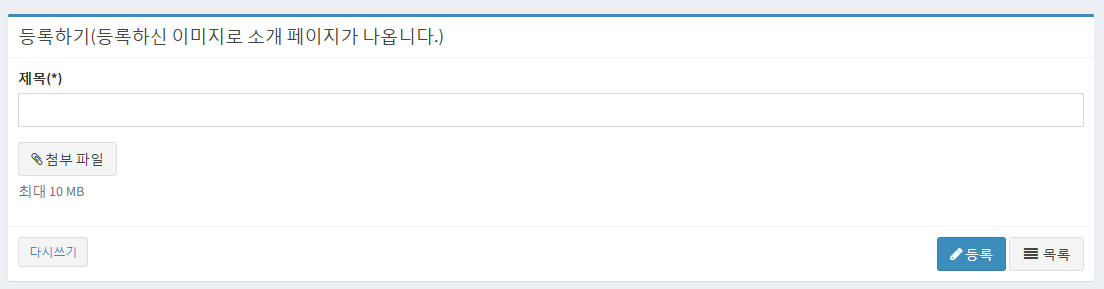 등록하기(등록하신 이미지로 소개 페이지가 나옵니다.)
제목(*)
첨부 파일
최대 10 MB
다시쓰기
등록
목록